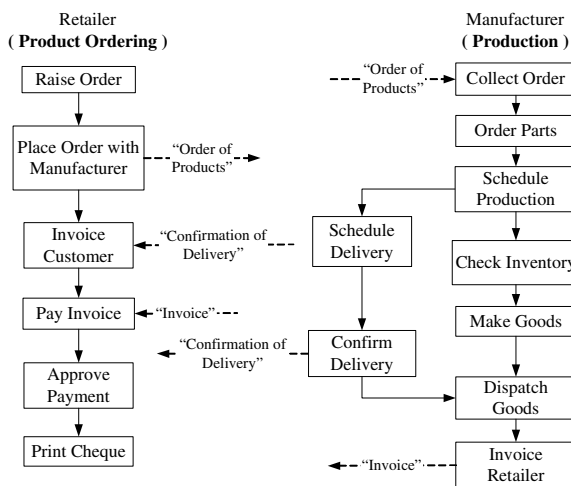 Retailer
( Product Ordering )
Raise Order
Place Order with
Manufacturer
“Order of
Products”
Invoice
Customer
“Confirmation of
Delivery”
Pay Invoice
“Invoice”
Approve
Payment
Print Cheque
Manufacturer
( Production )
“Order of
Products”
Collect Order
Order Parts
Schedule
Production
Schedule
Delivery
Check Inventory
Make Goods
“Confirmation of
Delivery”
Confirm
Delivery
Dispatch
Goods
“Invoice”
Invoice
Retailer